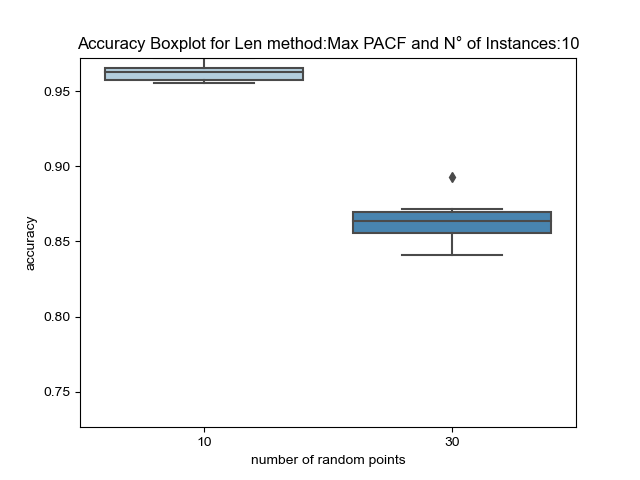 Accuracy Boxplot for Len method:Max PACF and N° of Instances:10
0.95
0.90
0.85
0.80
0.75
accuracy
10
30
number of random points